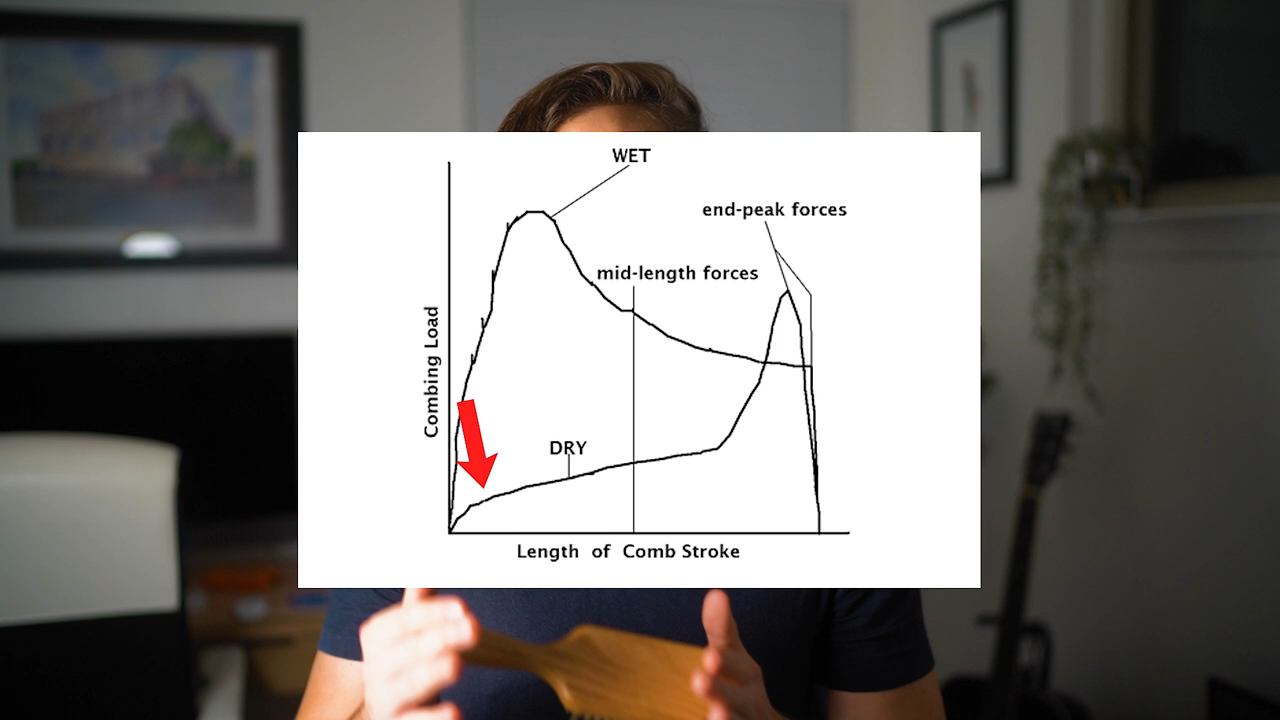 WET
end-peak forces
mid-length forces
Combing Load
DRY
Length of Comb Stroke